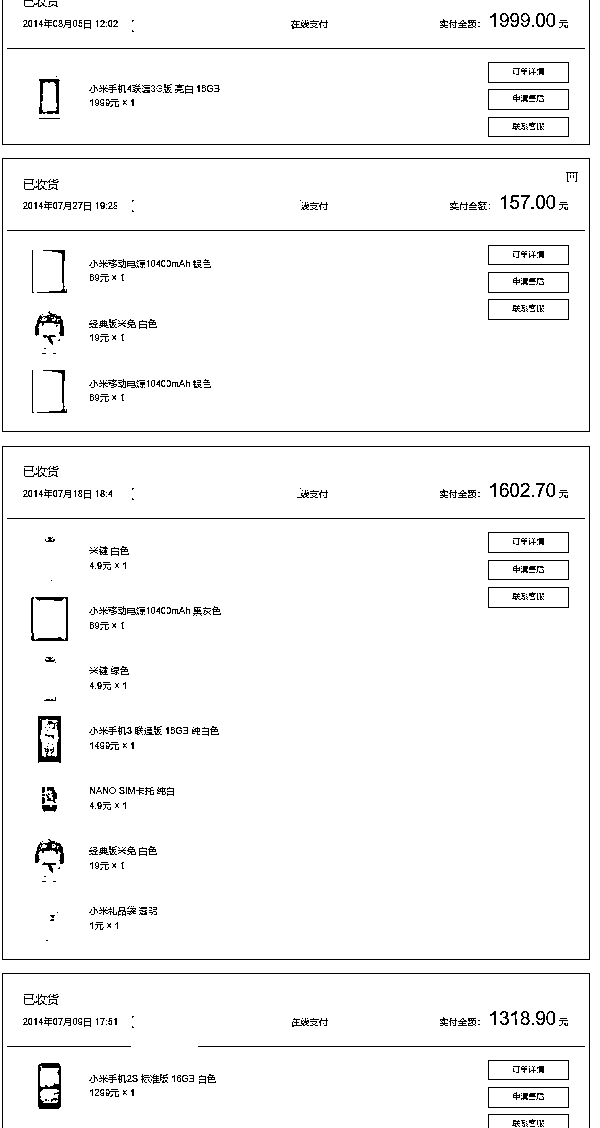 已收货
2014年08月05日 12:02
在线支付
实付金额: 1999.00 元
小米手机4联通3G版 亮白 16GB
1999元 × 1
订单详情
申请售后
联系客服
已收货
2014年07月27日 19:28
线支付
实付金额: 157.00 元
小米移动电源10400mAh 银色
69元 × 1
经典版米兔 白色
19元 × 1
小米移动电源10400mAh 银色
69元 × 1
订单详情
申请售后
联系客服
已收货
2014年07月18日 18:4
线支付
实付金额: 1602.70 元
米键 白色
4.9元 × 1
小米移动电源10400mAh 黑灰色
69元 × 1
米键 绿色
4.9元 × 1
小米手机3 联通版 16GB 纯白色
1499元 × 1
NANO SIM卡托 纯白
4.9元 × 1
经典版米兔 白色
19元 × 1
小米礼品袋 透明
1元 × 1
订单详情
申请售后
联系客服
已收货
2014年07月09日 17:51
在线支付
实付金额: 1318.90 元
小米手机2S 标准版 16GB 白色
1299元 × 1
订单详情
申请售后
联系客服